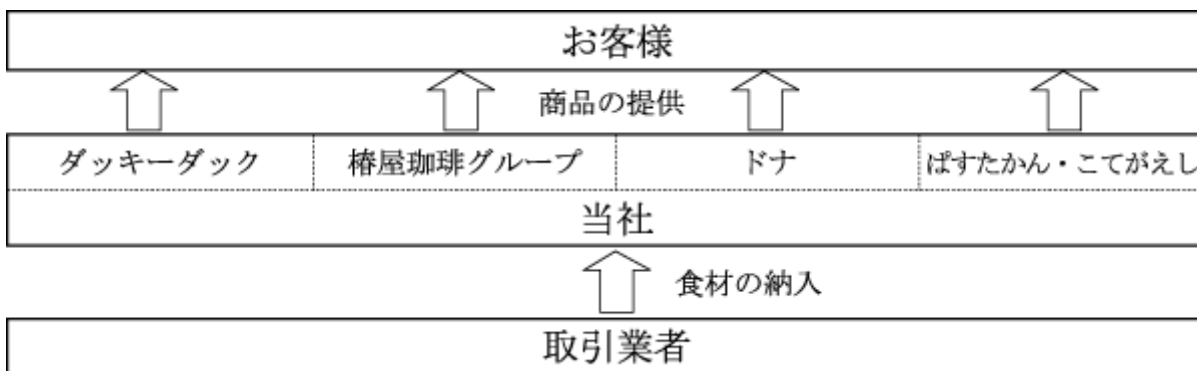 お客様
商品の提供
ダッキーダック 椿屋珈琲グループ ドナ ぱすたかん・こてがえし
当社
食材の納入
取引業者